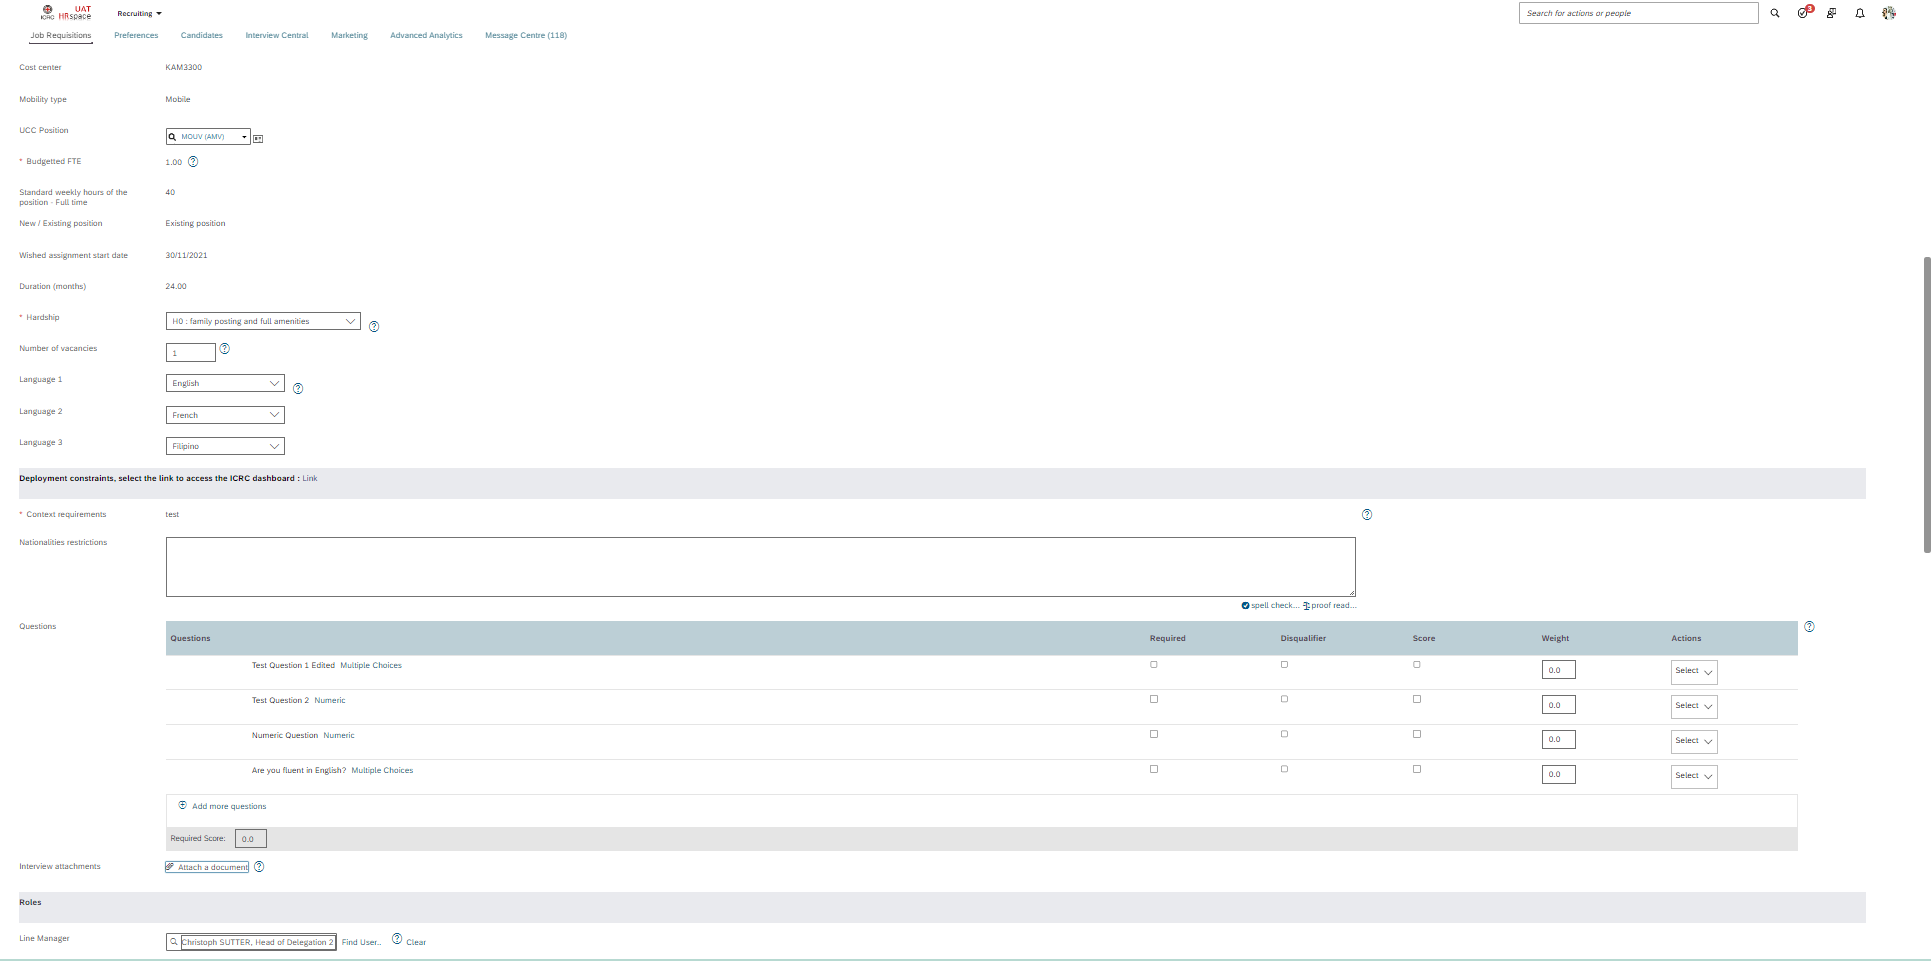 ICRC
UAT
HRspace
Recruiting
Search for actions or people
3
Job Requisitions
Preferences
Candidates
Interview Central
Marketing
Advanced Analytics
Message Centre (118)
Cost center
KAM3300
Mobility type
Mobile
UCC Position
MOUV (AMV)
* Budgetted FTE
1.00
Standard weekly hours of the
position - Full time
40
New / Existing position
Existing position
Wished assignment start date
30/11/2021
Duration (months)
24.00
* Hardship
H0 : family posting and full amenities
Number of vacancies
1
Language 1
English
Language 2
French
Language 3
Filipino
Deployment constraints, select the link to access the ICRC dashboard : Link
* Context requirements
test
Nationalities restrictions
spell check... proof read...
Questions
Questions
Required
Disqualifier
Score
Weight
Actions
Test Question 1 Edited Multiple Choices
0.0
Select
Test Question 2 Numeric
0.0
Select
Numeric Question Numeric
0.0
Select
Are you fluent in English? Multiple Choices
0.0
Select
Add more questions
Required Score:
0.0
Interview attachments
Attach a document
Roles
Line Manager
Christoph SUTTER, Head of Delegation 2
Find User..
Clear